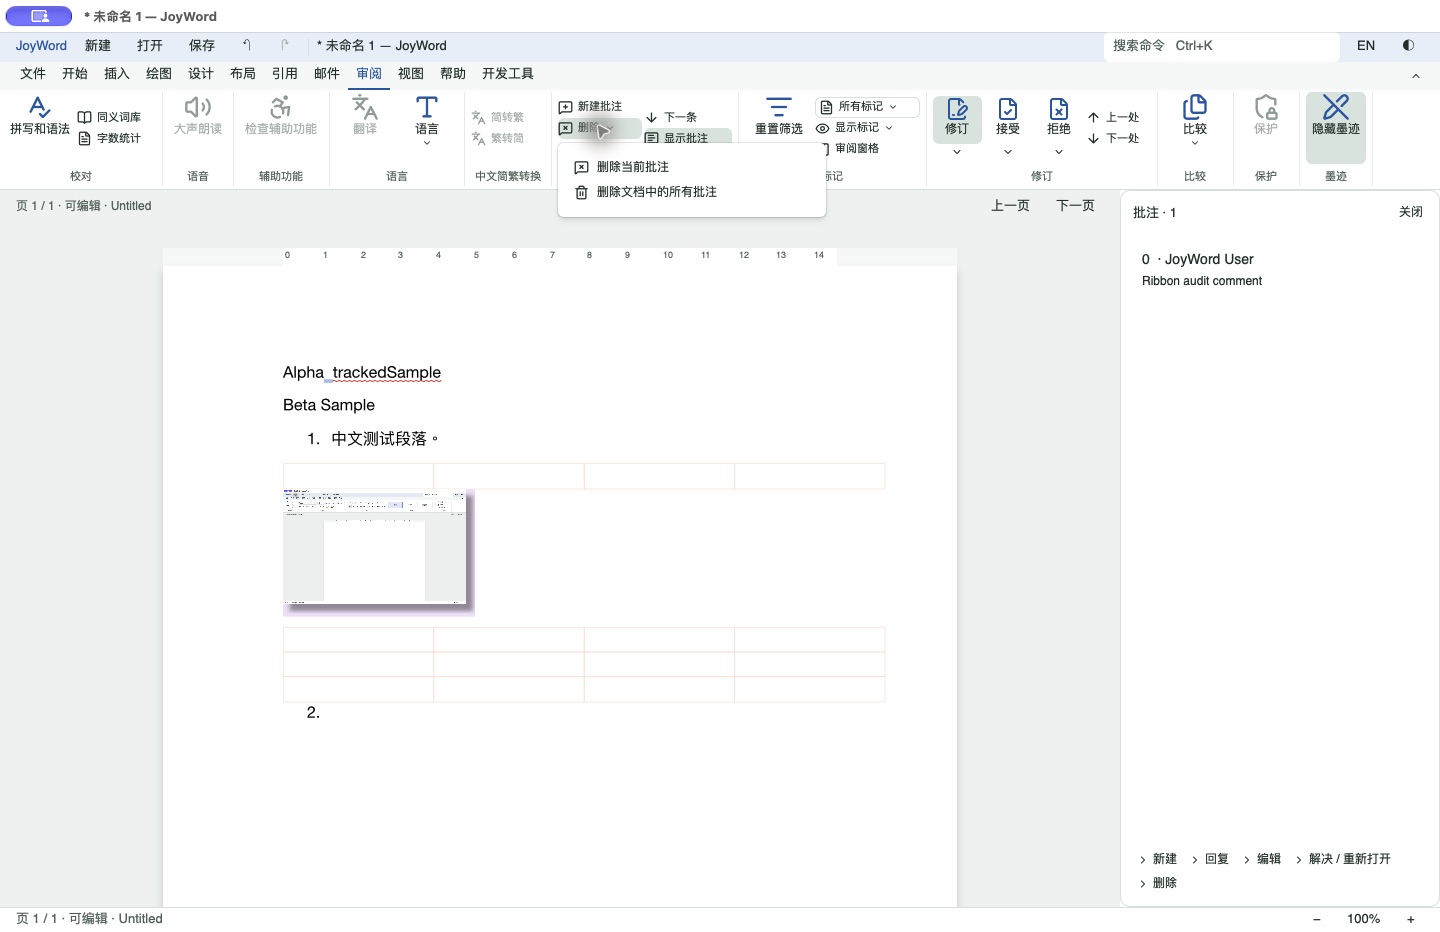 * 未命名 1 — JoyWord
JoyWord 新建 打开 保存 * 未命名 1 — JoyWord 搜索命令 Ctrl+K EN
文件 开始 插入 绘图 设计 布局 引用 邮件 审阅 视图 帮助 开发工具
拼写和语法 同义词库 字数统计 校对
大声朗读 语音
检查辅助功能 辅助功能
翻译 语言 语言
简转繁 繁转简 中文简繁转换
新建批注 删除 下一条 显示批注
重置筛选 所有标记 显示标记 审阅窗格 标记
修订 接受 拒绝 上一处 下一处 修订
比较 比较
保护 保护
隐藏墨迹 墨迹
删除当前批注
删除文档中的所有批注
页 1 / 1 · 可编辑 · Untitled 上一页 下一页
批注 · 1 关闭
0 · JoyWord User
Ribbon audit comment
0 1 2 3 4 5 6 7 8 9 10 11 12 13 14
Alpha_trackedSample
Beta Sample
1. 中文测试段落。
2.
新建 回复 编辑 解决 / 重新打开
删除
页 1 / 1 · 可编辑 · Untitled − 100% +